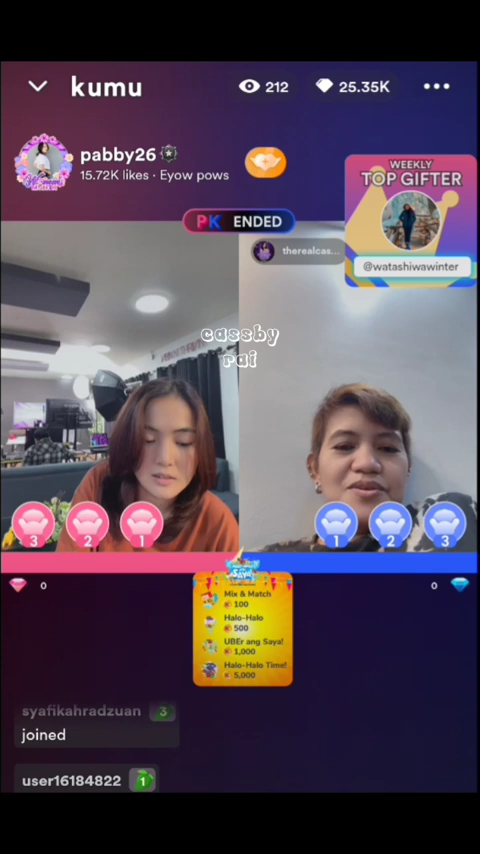 kumu
212
25.35K
pabby26
15.72K likes · Eyow pows
WEEKLY
TOP GIFTER
@watashiwawinter
PK ENDED
therealcas...
cassby
rai
3
2
1
1
2
3
0
0
Mix & Match
100
Halo-Halo
500
UBEr ang Saya!
1,000
Halo-Halo Time!
5,000
syafikahradzuan 3
joined
user16184822 1